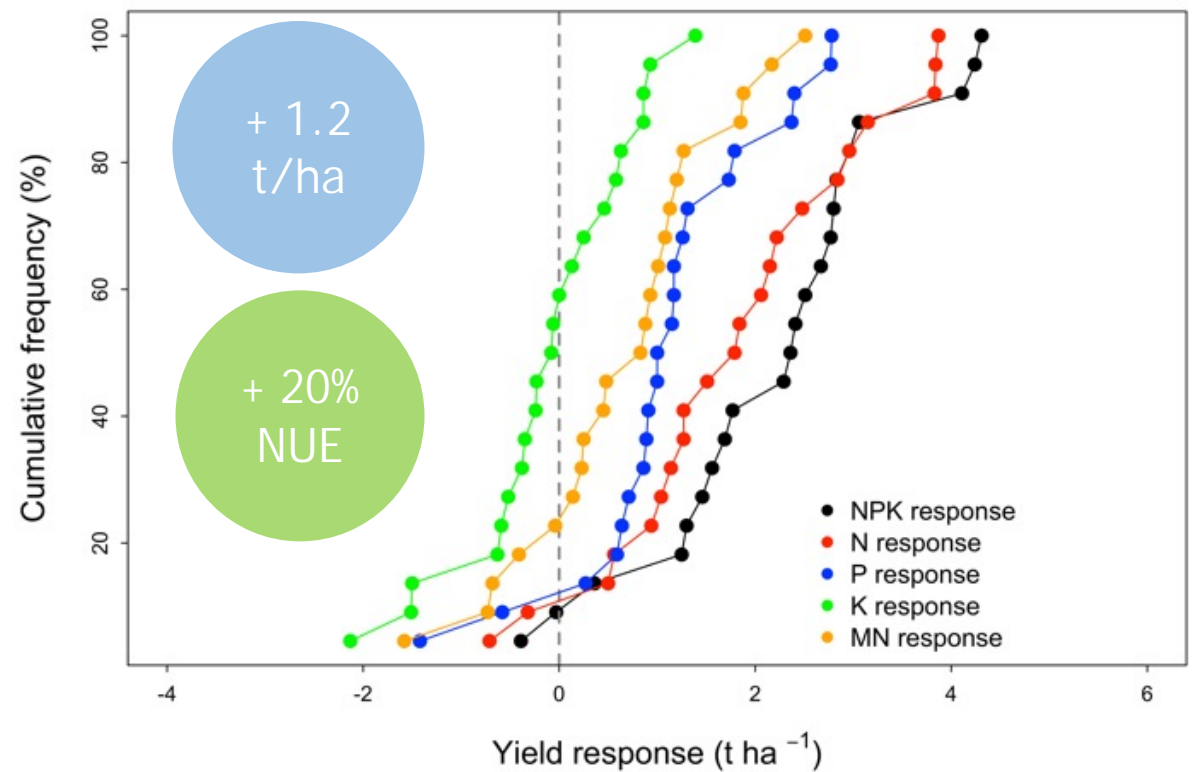 + 1.2
t/ha
+ 20%
NUE
Cumulative frequency (%)
100
80
60
40
20
NPK response
N response
P response
K response
MN response
-4
-2
0
2
4
6
Yield response (t ha ⁻¹)